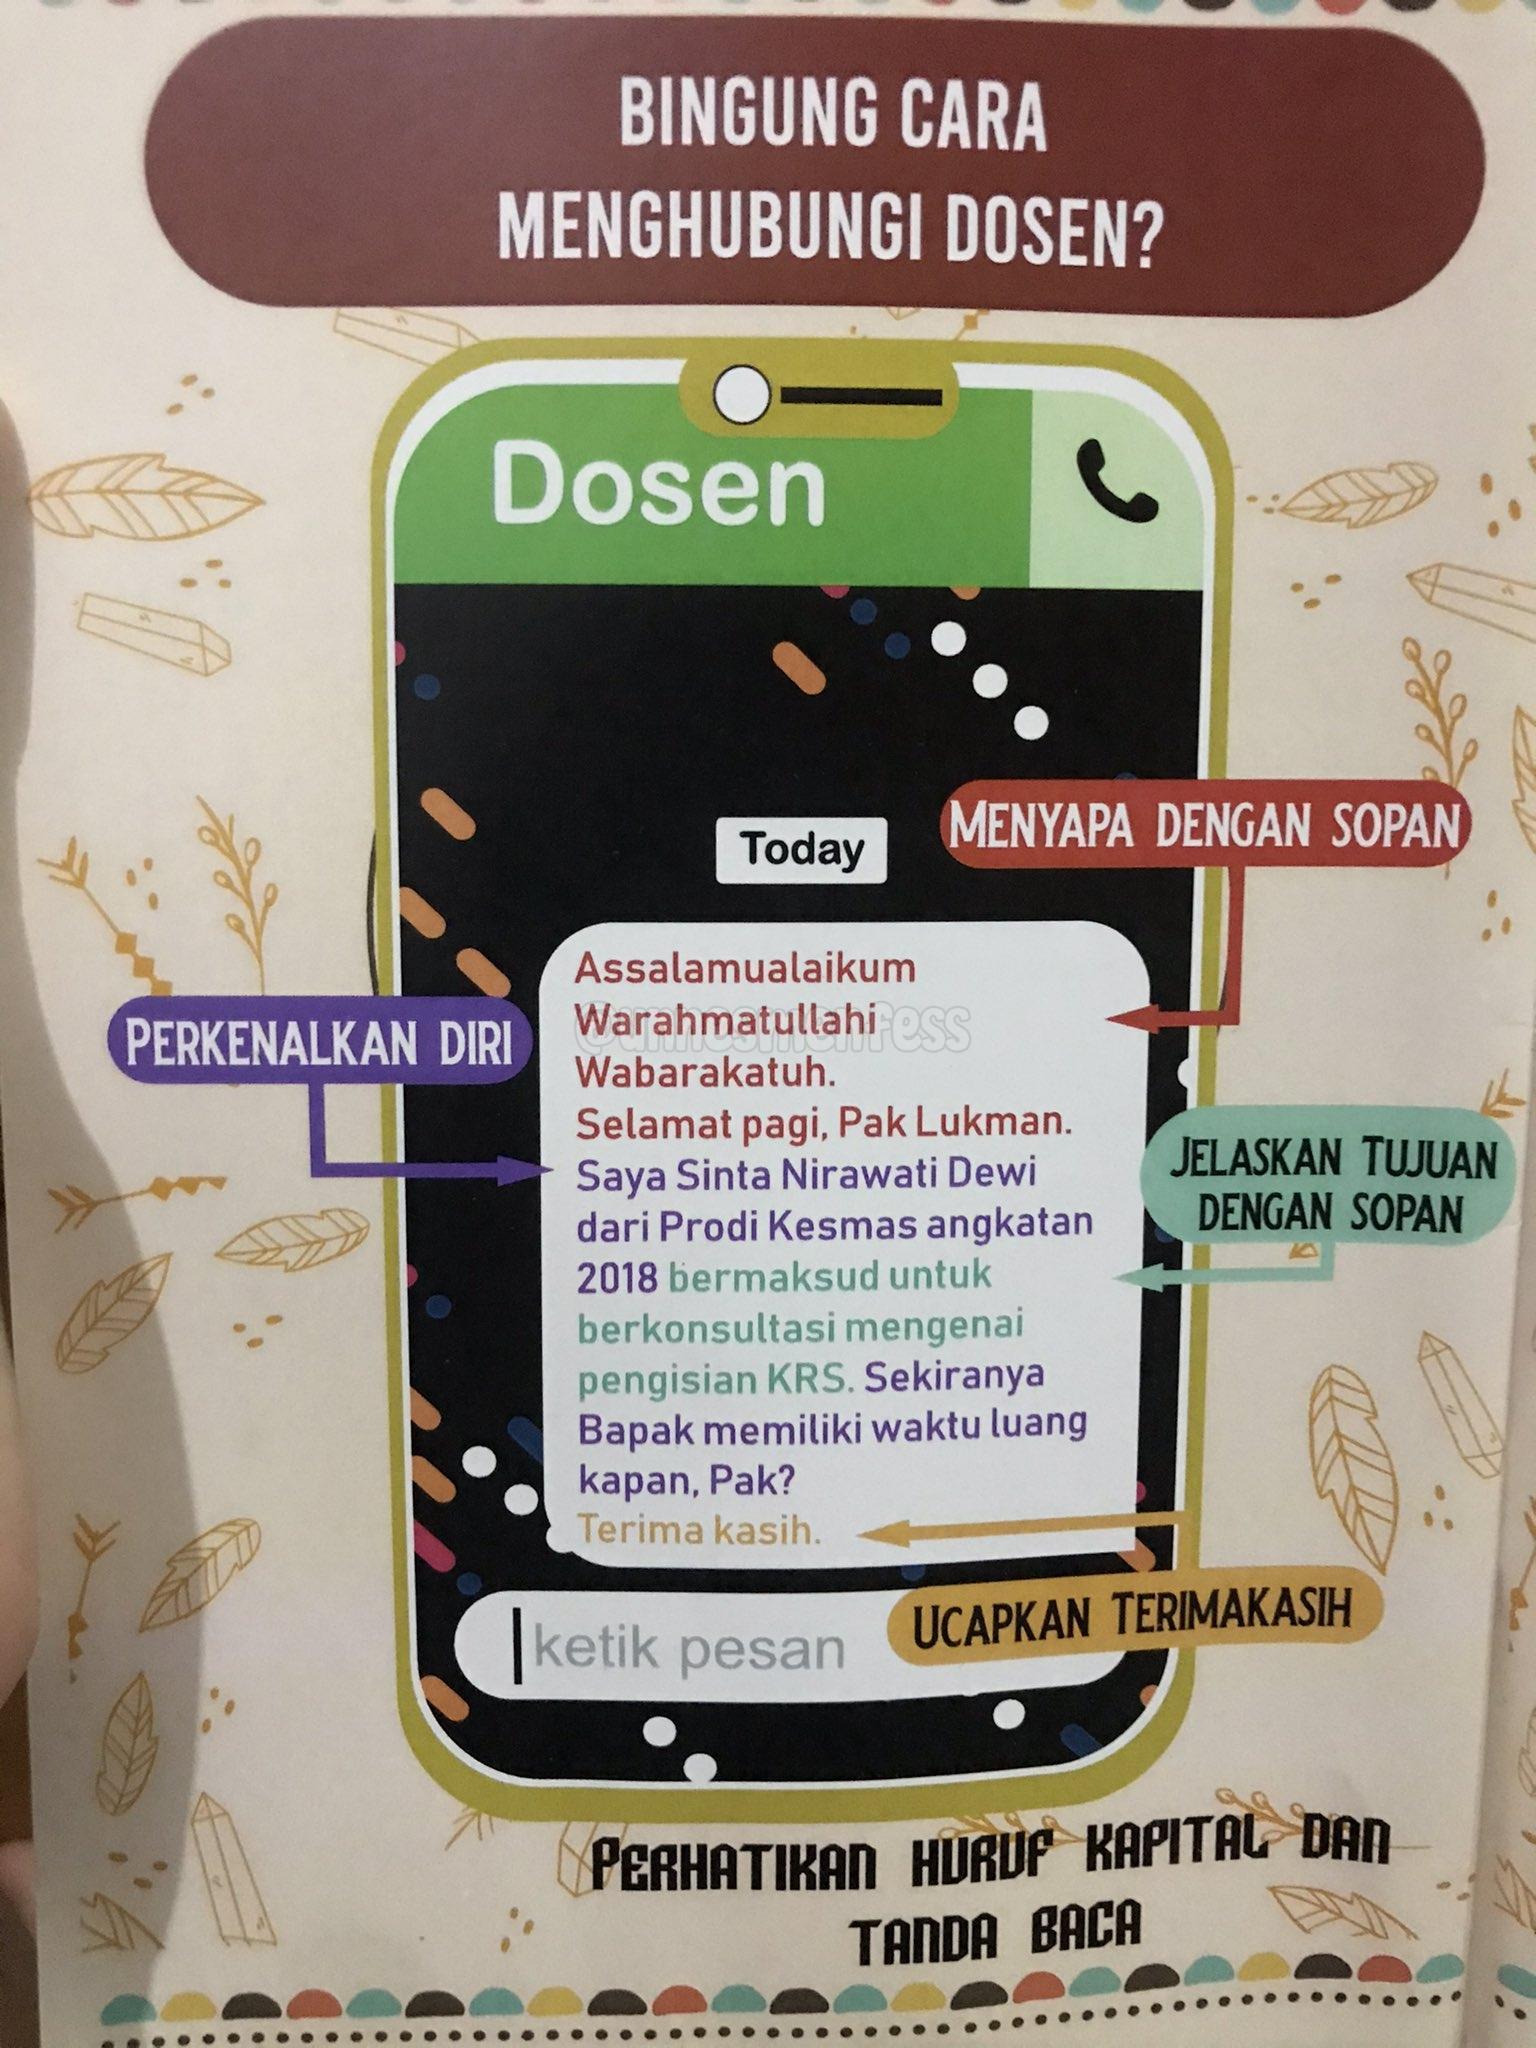 BINGUNG CARA
MENGHUBUNGI DOSEN?
Dosen
Today
MENYAPA DENGAN SOPAN
Assalamualaikum
Warahmatullahi
@unnesmenfess
Wabarakatuh.
Selamat pagi, Pak Lukman.
PERKENALKAN DIRI
Saya Sinta Nirawati Dewi
dari Prodi Kesmas angkatan
2018 bermaksud untuk
berkonsultasi mengenai
pengisian KRS. Sekiranya
Bapak memiliki waktu luang
kapan, Pak?
Terima kasih.
JELASKAN TUJUAN
DENGAN SOPAN
UCAPKAN TERIMAKASIH
ketik pesan
PERHATIKAN HURUF KAPITAL DAN
TANDA BACA